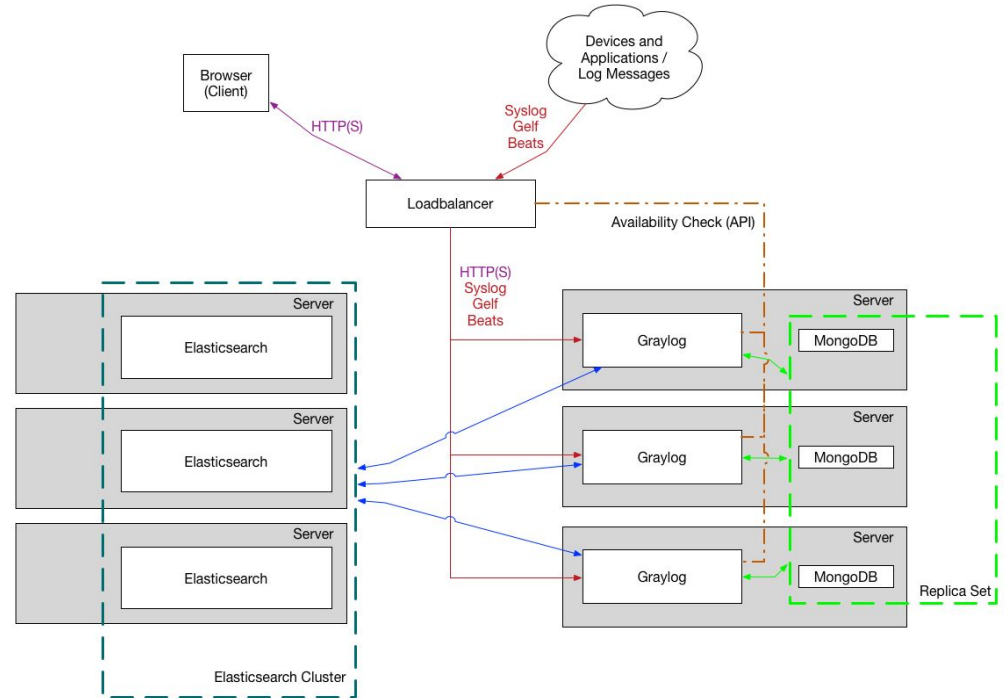 Devices and
Applications /
Log Messages
Browser
(Client)
HTTP(S)
Syslog
Gelf
Beats
Loadbalancer
Availability Check (API)
HTTP(S)
Syslog
Gelf
Beats
Server
Elasticsearch
Server
Elasticsearch
Server
Elasticsearch
Elasticsearch Cluster
Server
Graylog
MongoDB
Server
Graylog
MongoDB
Server
Graylog
MongoDB
Replica Set